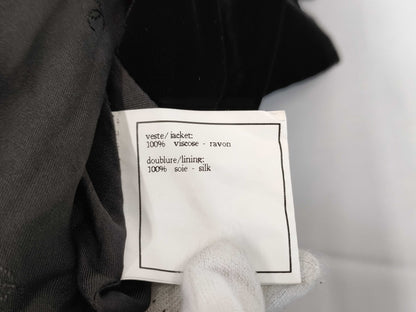 veste/jacket:
100% viscose - rayon
doublure/lining:
100% soie - silk